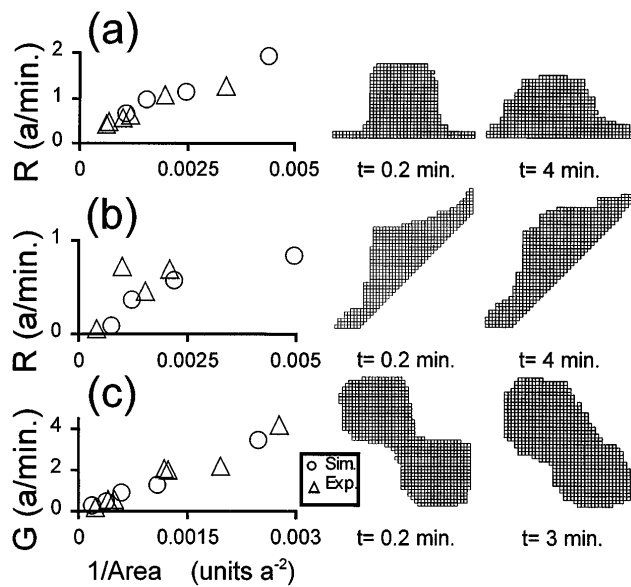 (a)
R (a/min.)
2
1
0
0 0.0025 0.005
t= 0.2 min. t= 4 min.
(b)
R (a/min.)
1
0
0 0.0025 0.005
t= 0.2 min. t= 4 min.
(c)
G (a/min.)
4
2
0
0 0.0015 0.003
Sim.
Exp.
t= 0.2 min. t= 3 min.
1/Area (units a⁻²)